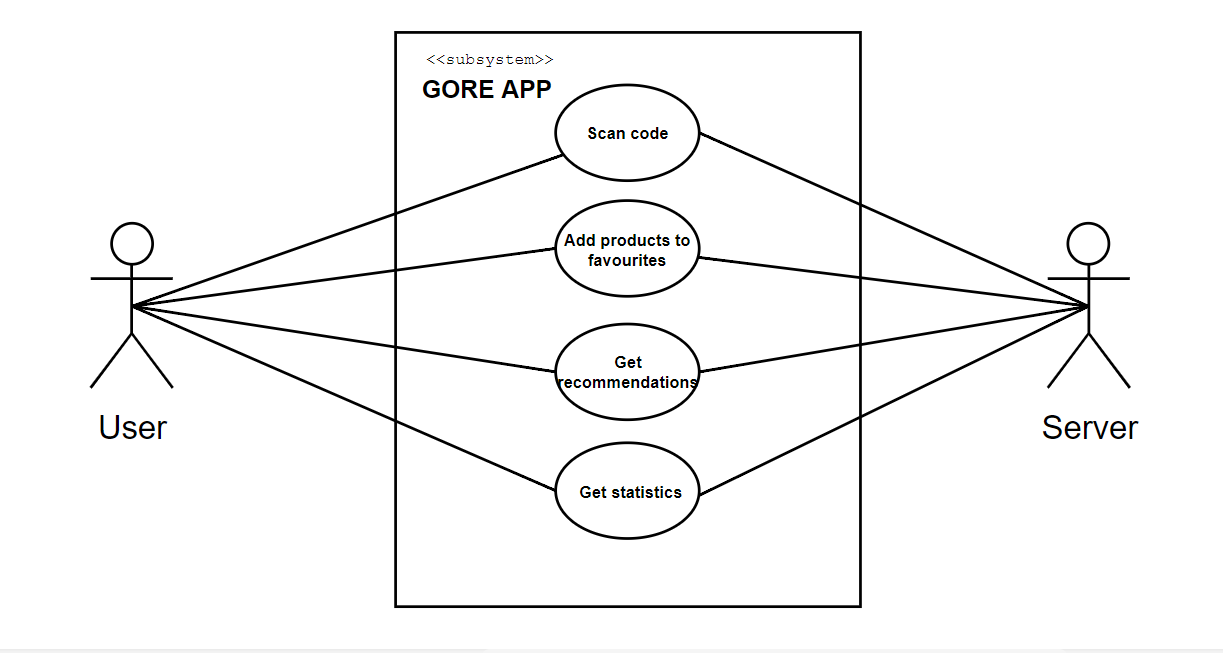 <<subsystem>>
GORE APP
Scan code
Add products to
favourites
Get
recommendations
Get statistics
User
Server